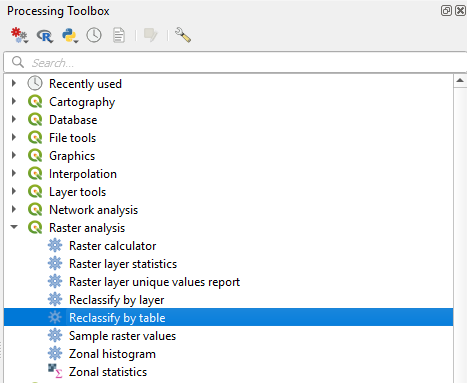 Processing Toolbox
Search...
Recently used
Cartography
Database
File tools
Graphics
Interpolation
Layer tools
Network analysis
Raster analysis
Raster calculator
Raster layer statistics
Raster layer unique values report
Reclassify by layer
Reclassify by table
Sample raster values
Zonal histogram
Zonal statistics